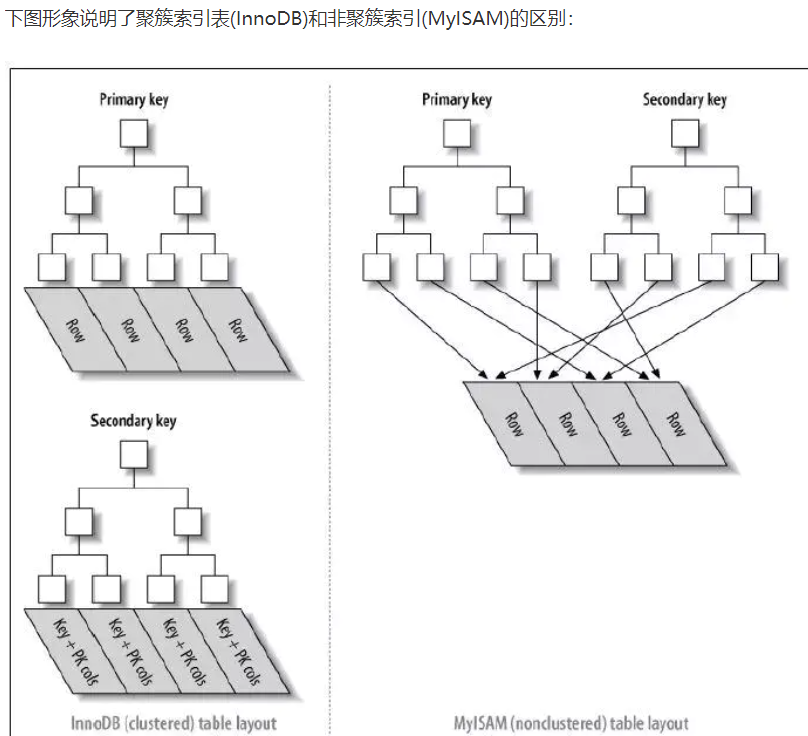 下图形象说明了聚簇索引表(InnoDB)和非聚簇索引(MyISAM)的区别：
Primary key
Row
Row
Row
Row
Secondary key
Key + PK cols
Key + PK cols
Key + PK cols
Key + PK cols
InnoDB (clustered) table layout
Primary key
Secondary key
Row
Row
Row
Row
MyISAM (nonclustered) table layout